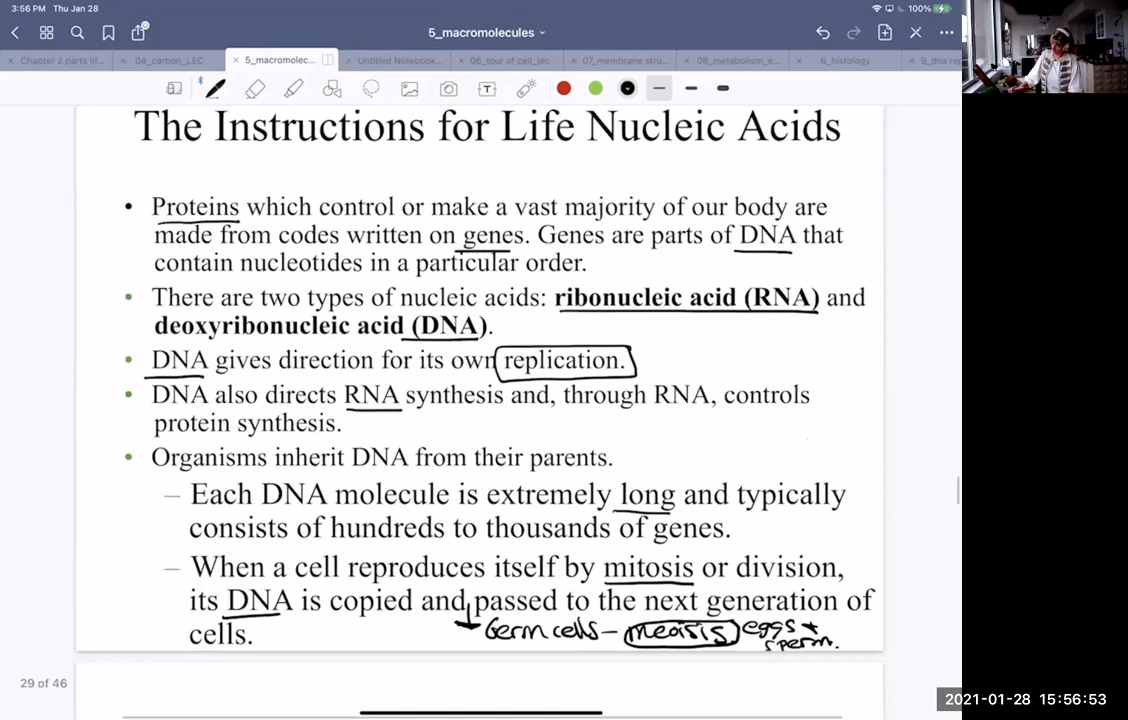 3:56 PM Thu Jan 28
100%
5_macromolecules
Chapter 2 parts III...
04_carbon_LEC
5_macromolec...
Untitled Notebook...
06_tour of cell_lec
07_membrane stru...
08_metabolism_e...
6_histology
9_dna re
The Instructions for Life Nucleic Acids
• Proteins which control or make a vast majority of our body are
made from codes written on genes. Genes are parts of DNA that
contain nucleotides in a particular order.
• There are two types of nucleic acids: ribonucleic acid (RNA) and
deoxyribonucleic acid (DNA).
• DNA gives direction for its own replication.
• DNA also directs RNA synthesis and, through RNA, controls
protein synthesis.
• Organisms inherit DNA from their parents.
– Each DNA molecule is extremely long and typically
consists of hundreds to thousands of genes.
– When a cell reproduces itself by mitosis or division,
its DNA is copied and passed to the next generation of
cells.
Germ cells – meoisis eggs +
sperm.
29 of 46
2021-01-28 15:56:53